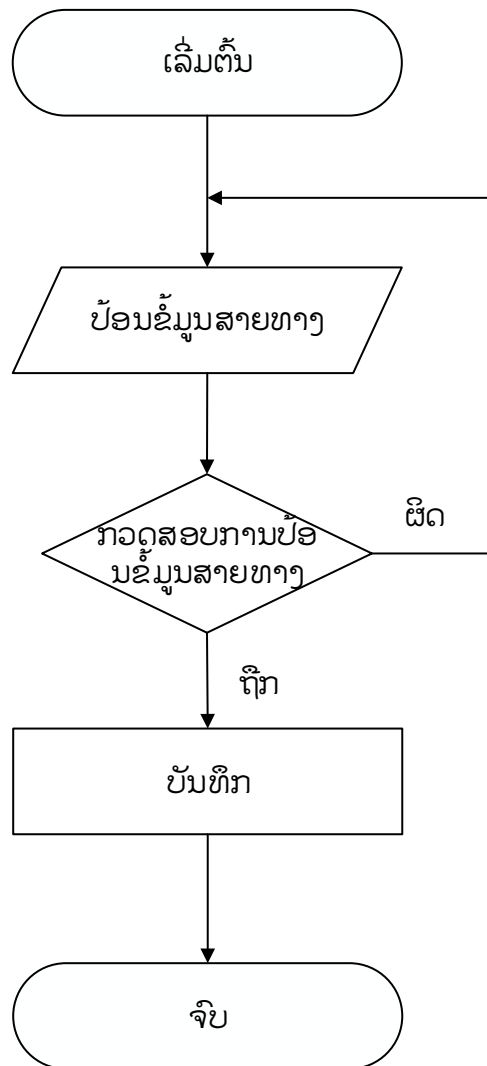 ເລີ່ມຕົ້ນ
ປ້ອນຂໍ້ມູນສາຍທາງ
ກວດສອບການປ້ອ
ນຂໍ້ມູນສາຍທາງ
ຜິດ
ຖືກ
ບັນທຶກ
ຈົບ